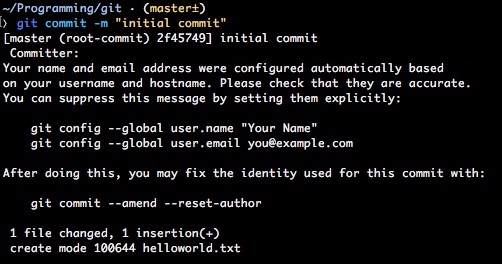 ~/Programming/git · (master±)
〉 git commit -m "initial commit"
[master (root-commit) 2f45749] initial commit
 Committer:
Your name and email address were configured automatically based
on your username and hostname. Please check that they are accurate.
You can suppress this message by setting them explicitly:

    git config --global user.name "Your Name"
    git config --global user.email you@example.com

After doing this, you may fix the identity used for this commit with:

    git commit --amend --reset-author

 1 file changed, 1 insertion(+)
 create mode 100644 helloworld.txt